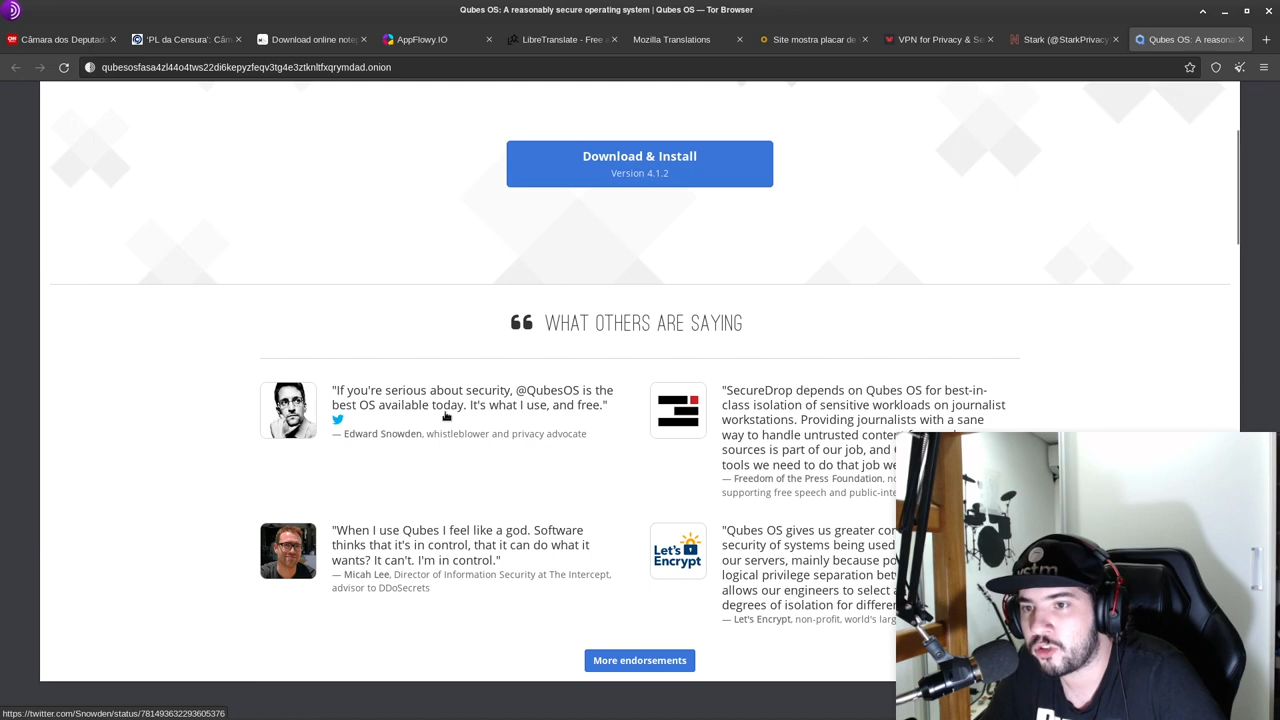 Qubes OS: A reasonably secure operating system | Qubes OS — Tor Browser
Câmara dos Deputad
'PL da Censura': Câm
Download online note
AppFlowy.IO
LibreTranslate - Free
Mozilla Translations
Site mostra placar de
VPN for Privacy & Se
Stark (@StarkPrivacy
Qubes OS: A reasona
qubesosfasa4zl44o4tws22di6kepyzfeqv3tg4e3ztknltfxqrymdad.onion
Download & Install
Version 4.1.2
WHAT OTHERS ARE SAYING
"If you're serious about security, @QubesOS is the
best OS available today. It's what I use, and free."
— Edward Snowden, whistleblower and privacy advocate
"SecureDrop depends on Qubes OS for best-in-
class isolation of sensitive workloads on journalist
workstations. Providing journalists with a sane
way to handle untrusted conte
sources is part of our job, and
tools we need to do that job we
— Freedom of the Press Foundation, no
supporting free speech and public-inte
"When I use Qubes I feel like a god. Software
thinks that it's in control, that it can do what it
wants? It can't. I'm in control."
— Micah Lee, Director of Information Security at The Intercept,
advisor to DDoSecrets
Let's
Encrypt
"Qubes OS gives us greater con
security of systems being used
our servers, mainly because po
logical privilege separation bet
allows our engineers to select a
degrees of isolation for differen
— Let's Encrypt, non-profit, world's larg
More endorsements
https://twitter.com/Snowden/status/781493632293605376